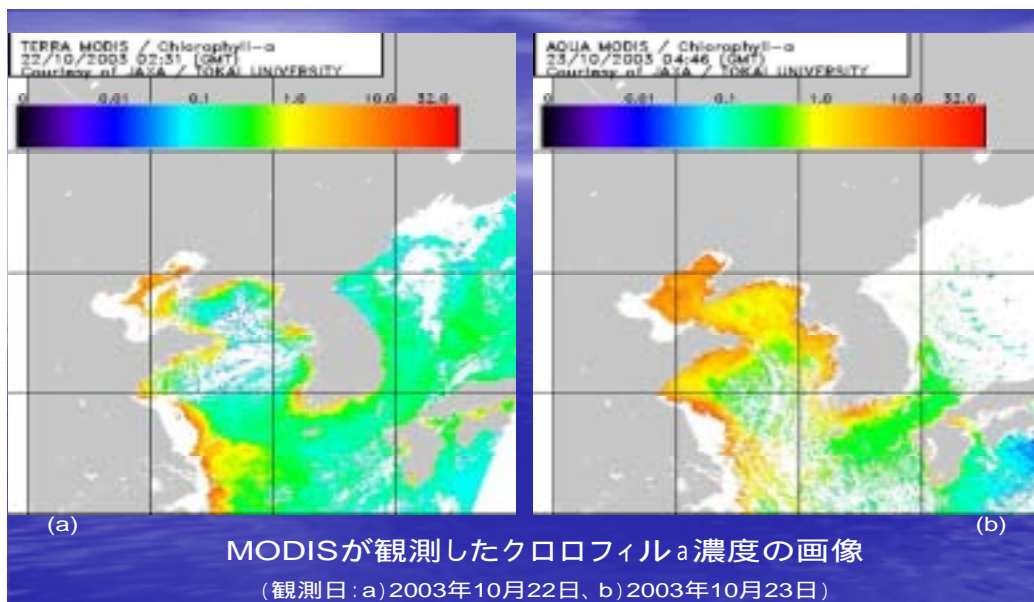 TERRA MODIS / Chlorophyll-a
22/10/2003 02:31 (GMT)
Courtesy of JAXA / TOKAI UNIVERSITY
0 0.01 0.1 1.0 10.0 32.0
AQUA MODIS / Chlorophyll-a
23/10/2003 04:46 (GMT)
Courtesy of JAXA / TOKAI UNIVERSITY
0 0.01 0.1 1.0 10.0 32.0
(a)
(b)
MODISが観測したクロロフィルa濃度の画像
(観測日:a)2003年10月22日、b)2003年10月23日)